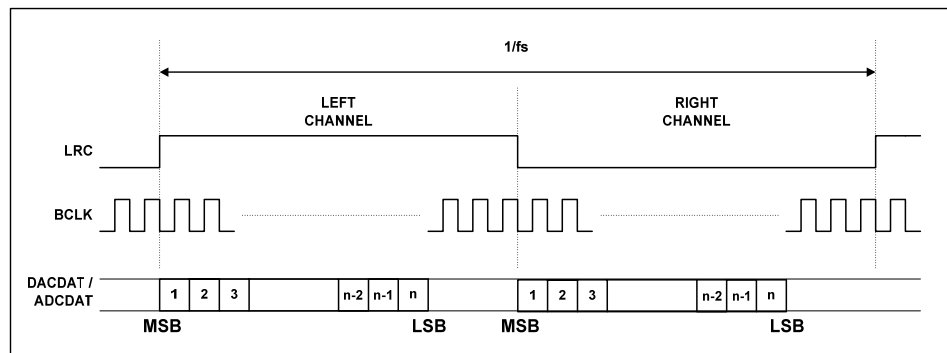 1/fs
LEFT
CHANNEL
RIGHT
CHANNEL
LRC
BCLK
DACDAT /
ADCDAT
1 2 3 n-2 n-1 n 1 2 3 n-2 n-1 n
MSB LSB MSB LSB